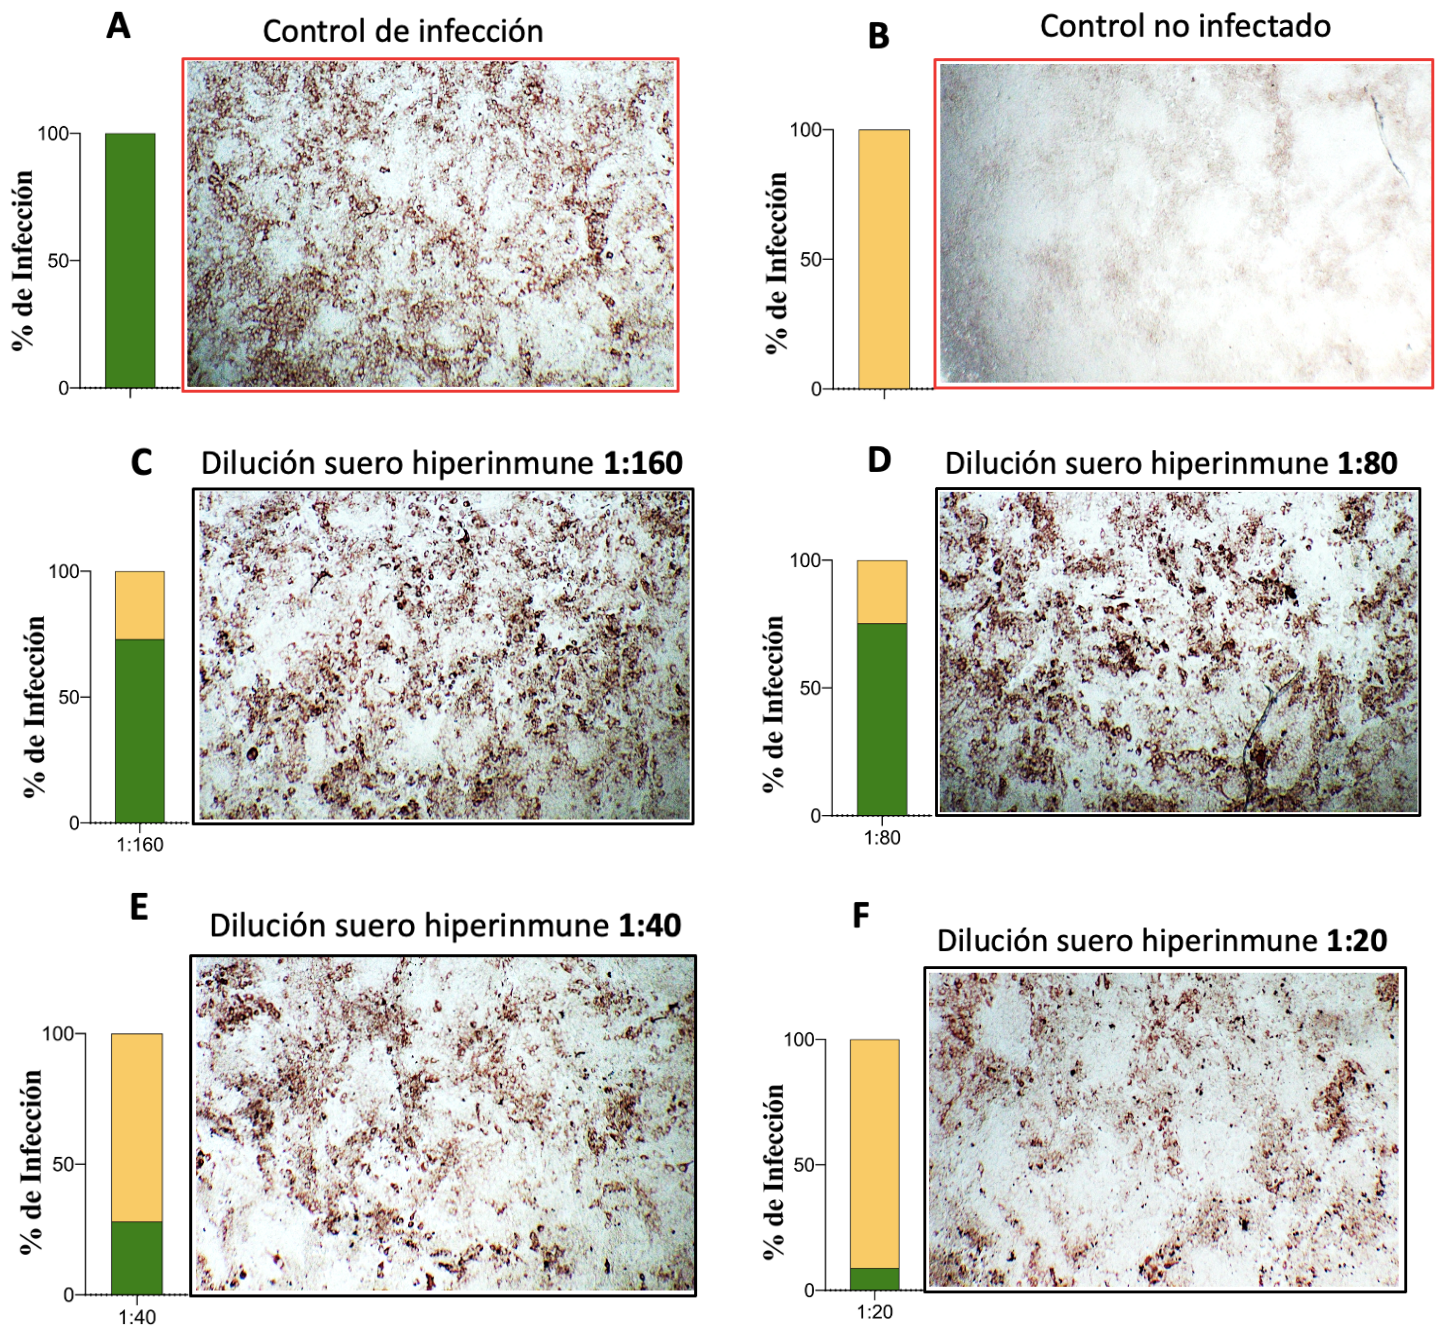 A
Control de infección
% de Infección
100
50
0
B
Control no infectado
% de Infección
100
50
0
C
Dilución suero hiperinmune 1:160
% de Infección
100
50
0
1:160
D
Dilución suero hiperinmune 1:80
% de Infección
100
50
0
1:80
E
Dilución suero hiperinmune 1:40
% de Infección
100
50
0
1:40
F
Dilución suero hiperinmune 1:20
% de Infección
100
50
0
1:20